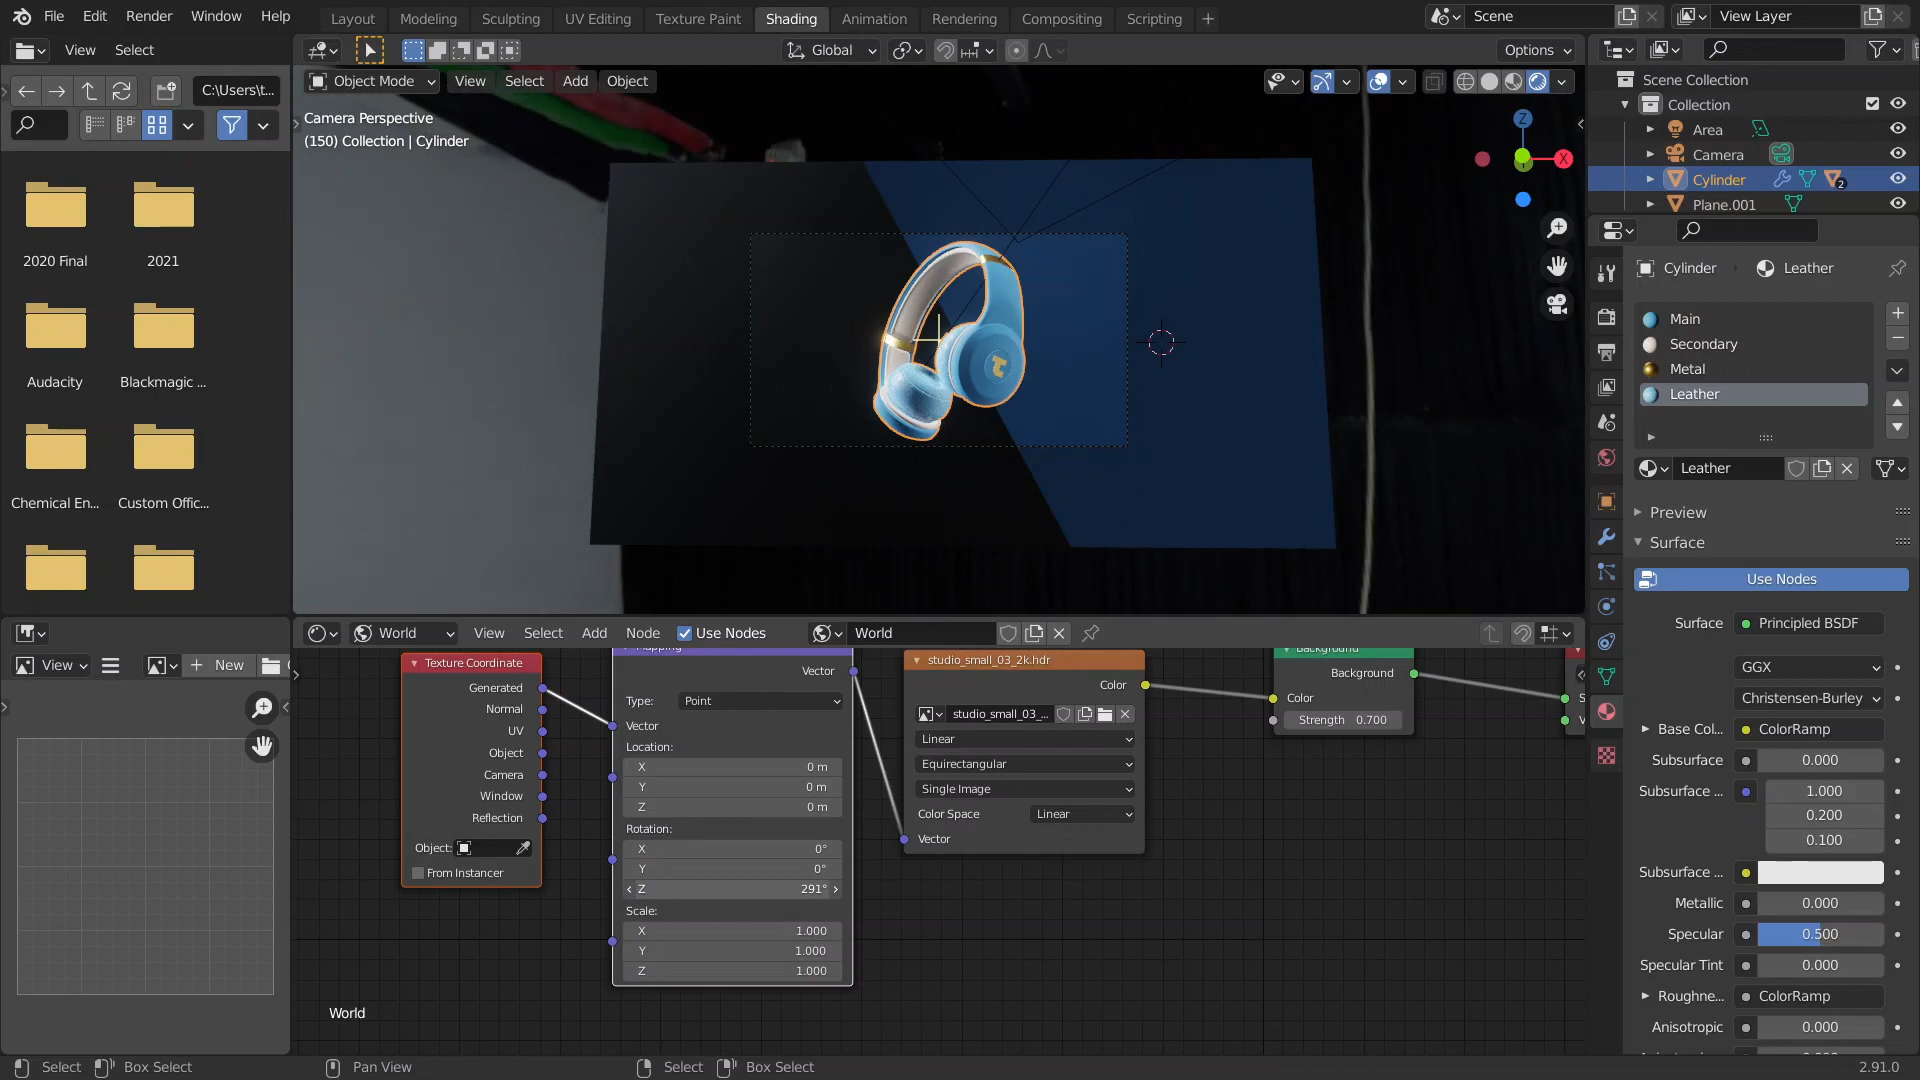 File Edit Render Window Help
Layout Modeling Sculpting UV Editing Texture Paint Shading Animation Rendering Compositing Scripting +
Scene
View Layer
View Select
Global
Options
C:\Users\t...
Object Mode View Select Add Object
Camera Perspective
(150) Collection | Cylinder
Z
X
Scene Collection
Collection
Area
Camera
Cylinder
2
Plane.001
2020 Final
2021
Audacity
Blackmagic ...
Chemical En...
Custom Offic...
Cylinder
Leather
Main
Secondary
Metal
Leather
Leather
Preview
Surface
Use Nodes
Surface
Principled BSDF
GGX
Christensen-Burley
Base Col...
ColorRamp
Subsurface
0.000
Subsurface ...
1.000
0.200
0.100
Subsurface ...
Metallic
0.000
Specular
0.500
Specular Tint
0.000
Roughne...
ColorRamp
Anisotropic
0.000
View
New
World View Select Add Node Use Nodes
World
Texture Coordinate
Generated
Normal
UV
Object
Camera
Window
Reflection
Object:
From Instancer
Mapping
Vector
Type:
Point
Vector
Location:
X 0 m
Y 0 m
Z 0 m
Rotation:
X 0°
Y 0°
Z 291°
Scale:
X 1.000
Y 1.000
Z 1.000
studio_small_03_2k.hdr
Color
studio_small_03_...
Linear
Equirectangular
Single Image
Color Space
Linear
Vector
Background
Background
Color
Strength 0.700
World
Select
Box Select
Pan View
Select
Box Select
2.91.0